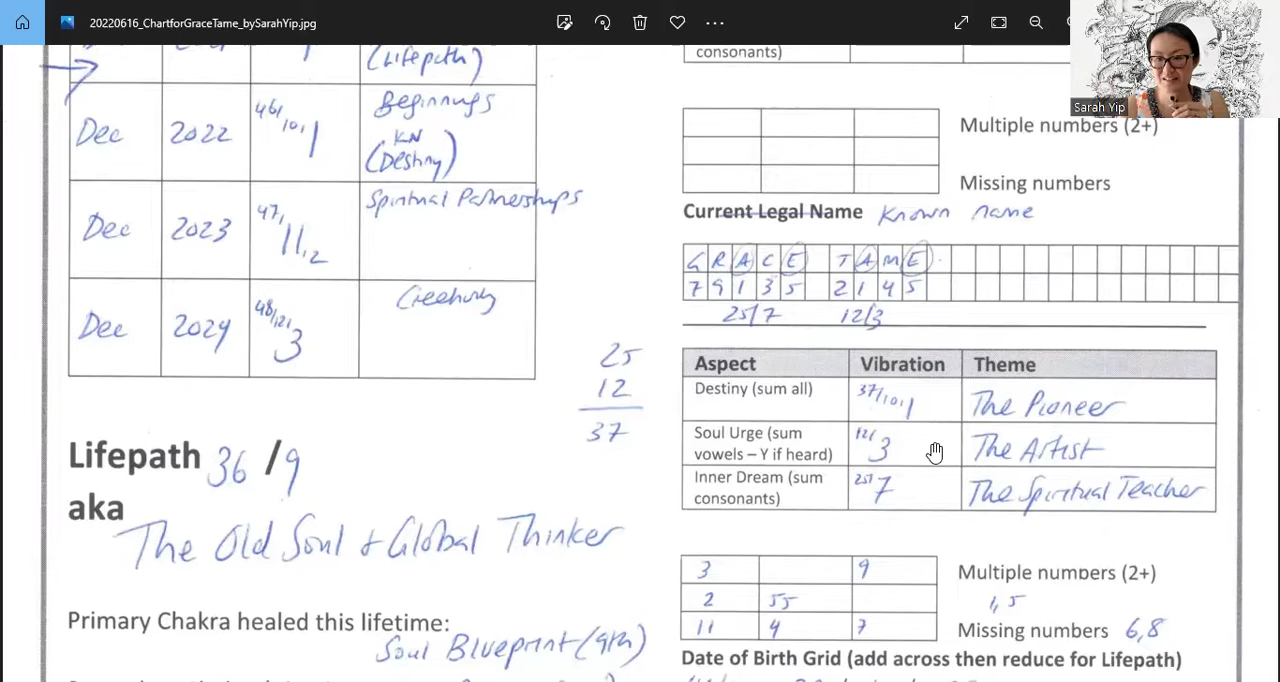 20220616_ChartforGraceTame_bySarahYip.jpg
Sarah Yip
(Lifepath)
Dec 2022 46/10/1 Beginnings
KN
(Destiny)
Dec 2023 47/11/2 Spiritual Partnerships
Dec 2024 48/12/3 Creativity
25
12
37
Lifepath 36/9
aka
The Old Soul & Global Thinker
Primary Chakra healed this lifetime:
Soul Blueprint (9th)
consonants)
Multiple numbers (2+)
Missing numbers
Current Legal Name Known name
G R A C E T A M E
7 9 1 3 5 2 1 4 5
25/7 12/3
Aspect Vibration Theme
Destiny (sum all) 37/10/1 The Pioneer
Soul Urge (sum
vowels – Y if heard) 12/3 The Artist
Inner Dream (sum
consonants) 25/7 The Spiritual Teacher
3 9 Multiple numbers (2+)
2 55 1,5
11 4 7 Missing numbers 6,8
Date of Birth Grid (add across then reduce for Lifepath)